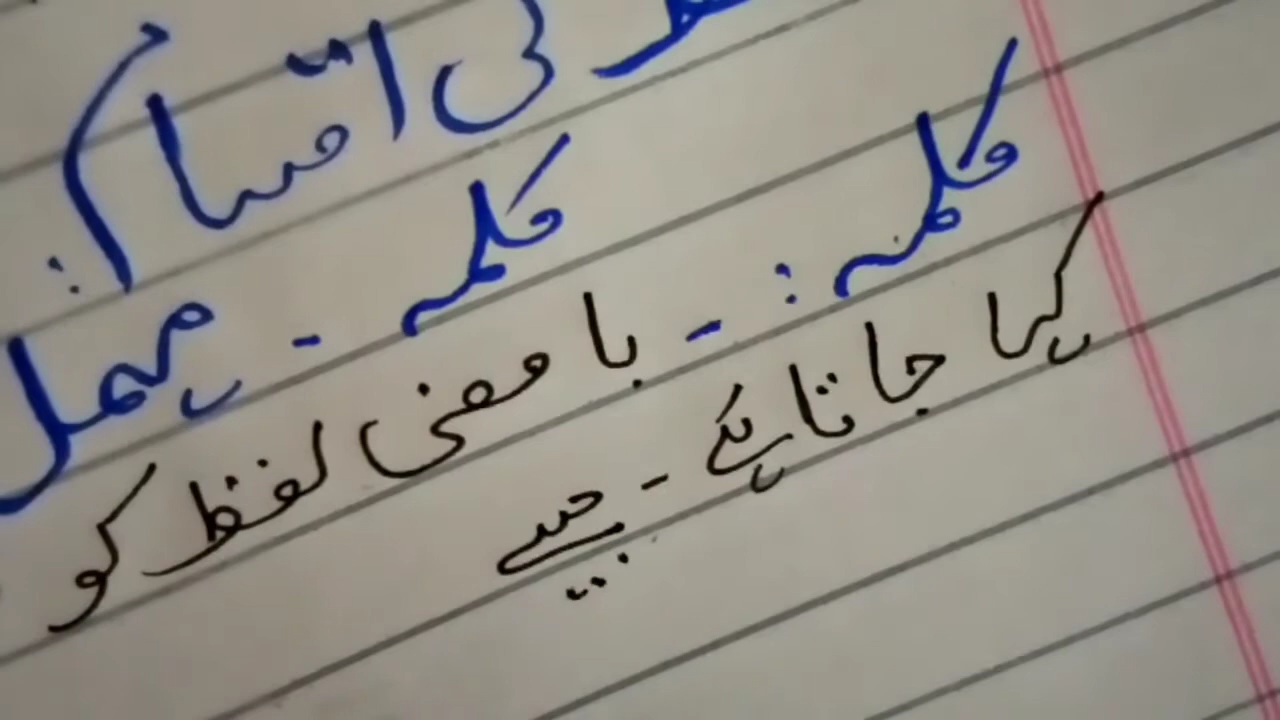 کی اقسام:
کلمہ - مہمل
کلمہ: - بامعنی لفظ کو
کہا جاتا ہے - جیسے